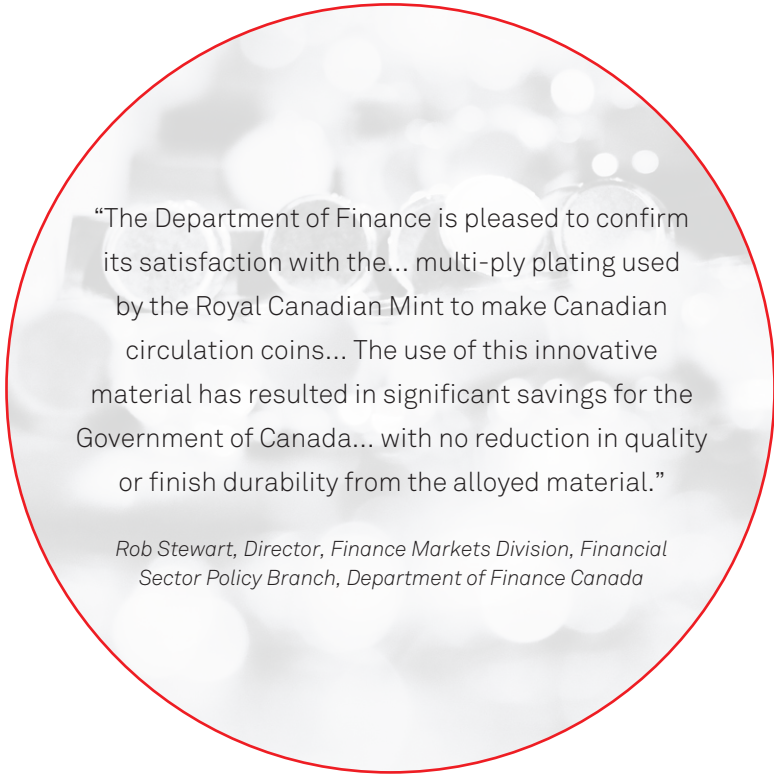 “The Department of Finance is pleased to confirm
its satisfaction with the... multi-ply plating used
by the Royal Canadian Mint to make Canadian
circulation coins... The use of this innovative
material has resulted in significant savings for the
Government of Canada... with no reduction in quality
or finish durability from the alloyed material.”
Rob Stewart, Director, Finance Markets Division, Financial
Sector Policy Branch, Department of Finance Canada